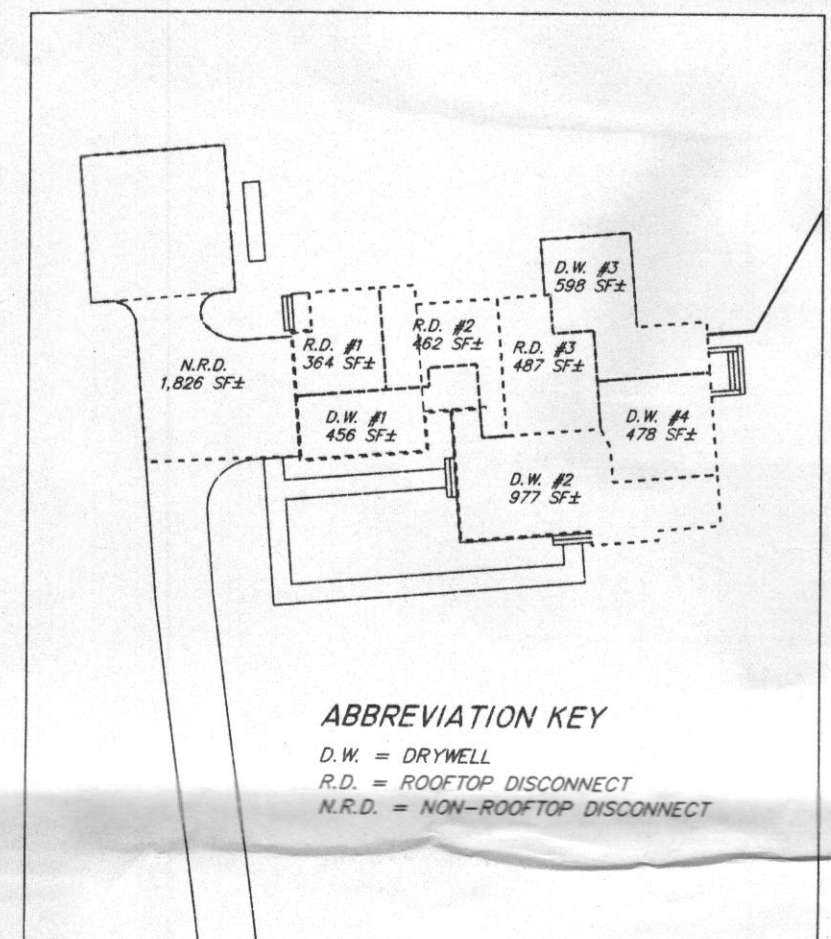 D.W. #3
598 SF±
R.D. #1
364 SF±
R.D. #2
462 SF±
R.D. #3
487 SF±
N.R.D.
1,826 SF±
D.W. #1
456 SF±
D.W. #4
478 SF±
D.W. #2
977 SF±
ABBREVIATION KEY
D.W. = DRYWELL
R.D. = ROOFTOP DISCONNECT
N.R.D. = NON-ROOFTOP DISCONNECT